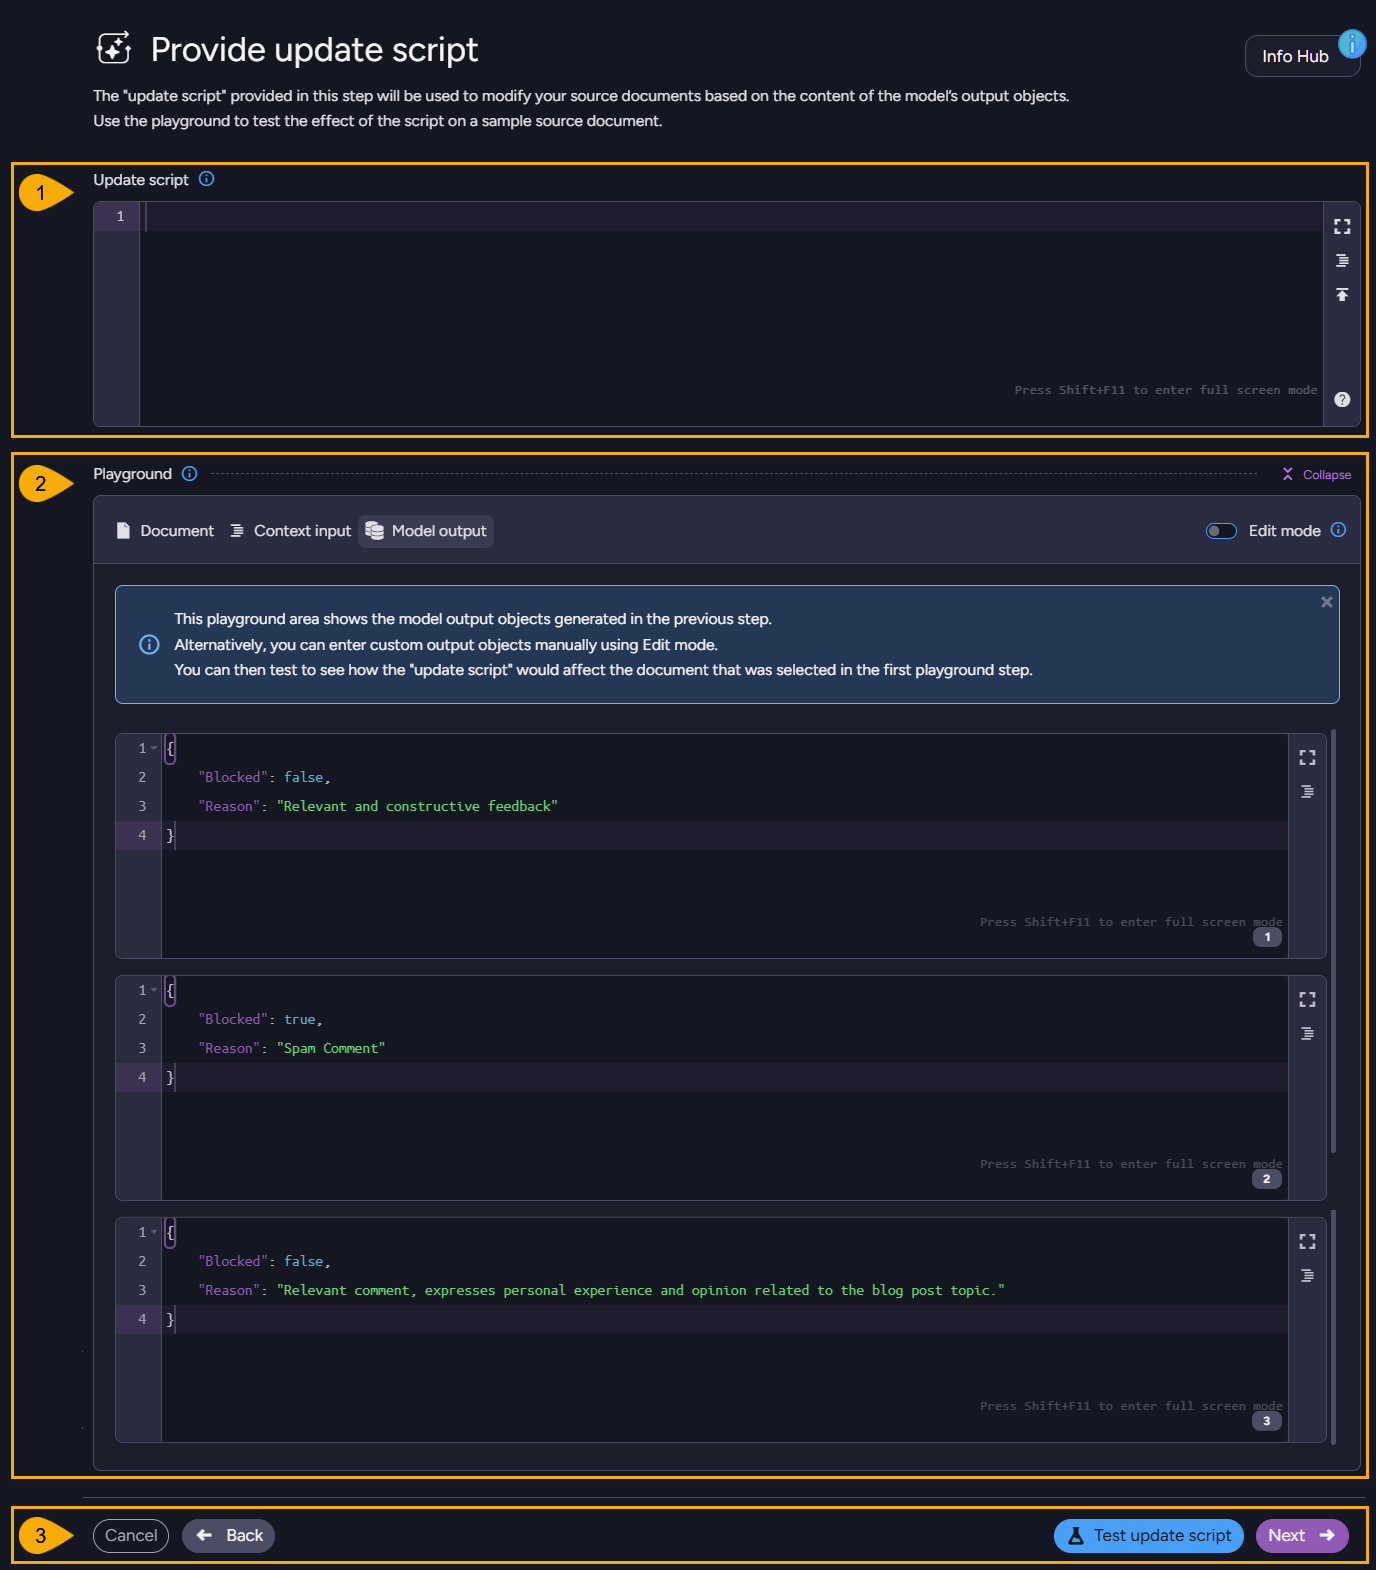 Provide update script
Info Hub
The "update script" provided in this step will be used to modify your source documents based on the content of the model's output objects.
Use the playground to test the effect of the script on a sample source document.
1
Update script
1
Press Shift+F11 to enter full screen mode
2
Playground
Collapse
Document Context input Model output Edit mode
This playground area shows the model output objects generated in the previous step.
Alternatively, you can enter custom output objects manually using Edit mode.
You can then test to see how the "update script" would affect the document that was selected in the first playground step.
1 {
2 "Blocked": false,
3 "Reason": "Relevant and constructive feedback"
4 }
Press Shift+F11 to enter full screen mode
1
1 {
2 "Blocked": true,
3 "Reason": "Spam Comment"
4 }
Press Shift+F11 to enter full screen mode
2
1 {
2 "Blocked": false,
3 "Reason": "Relevant comment, expresses personal experience and opinion related to the blog post topic."
4 }
Press Shift+F11 to enter full screen mode
3
3
Cancel Back Test update script Next